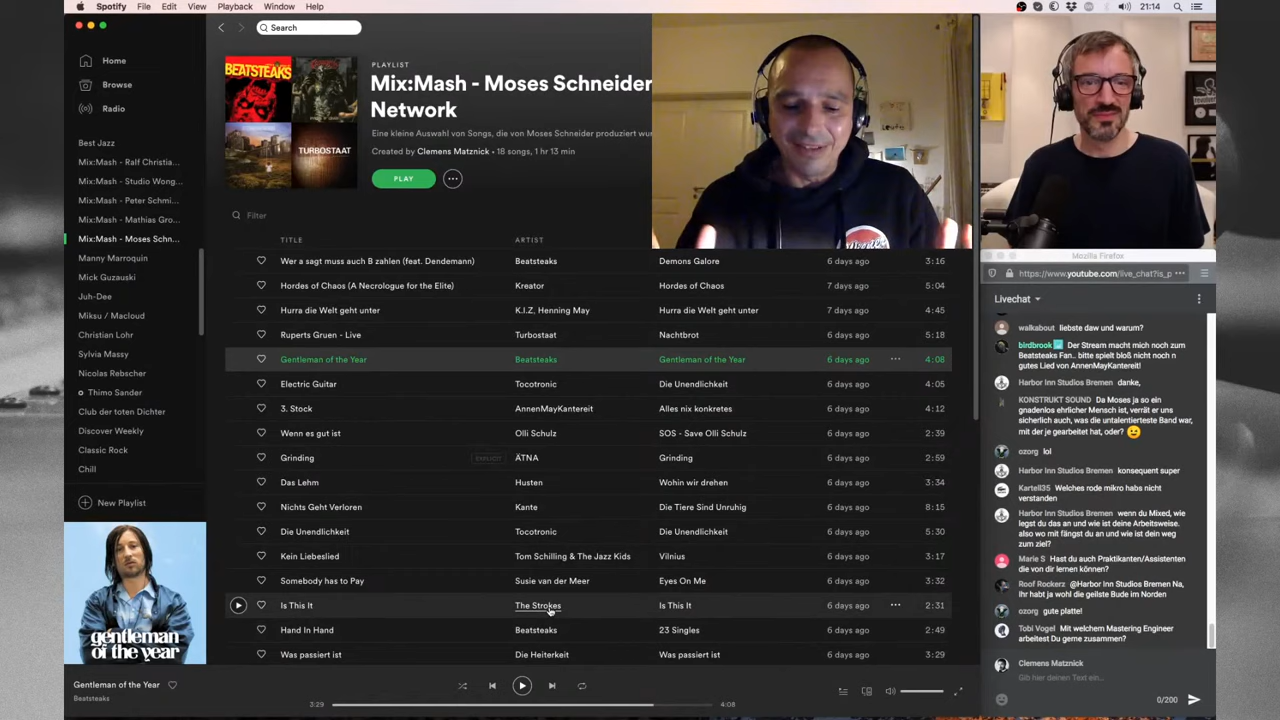 Spotify File Edit View Playback Window Help 21:14
Search
Home
Browse
Radio
Best Jazz
Mix:Mash - Ralf Christia...
Mix:Mash - Studio Wong...
Mix:Mash - Peter Schmi...
Mix:Mash - Mathias Gro...
Mix:Mash - Moses Schn...
Manny Marroquin
Mick Guzauski
Juh-Dee
Miksu / Macloud
Christian Lohr
Sylvia Massy
Nicolas Rebscher
Thimo Sander
Club der toten Dichter
Discover Weekly
Classic Rock
Chill
New Playlist
gentleman
of the year
Gentleman of the Year
Beatsteaks
BEATSTEAKS
TURBOSTAAT
PLAYLIST
Mix:Mash - Moses Schneider
Network
Eine kleine Auswahl von Songs, die von Moses Schneider produziert wu
Created by Clemens Matznick • 18 songs, 1 hr 13 min
PLAY
Filter
TITLE ARTIST
Wer a sagt muss auch B zahlen (feat. Dendemann) Beatsteaks Demons Galore 6 days ago 3:16
Hordes of Chaos (A Necrologue for the Elite) Kreator Hordes of Chaos 7 days ago 5:04
Hurra die Welt geht unter K.I.Z, Henning May Hurra die Welt geht unter 7 days ago 4:45
Ruperts Gruen - Live Turbostaat Nachtbrot 6 days ago 5:18
Gentleman of the Year Beatsteaks Gentleman of the Year 6 days ago 4:08
Electric Guitar Tocotronic Die Unendlichkeit 6 days ago 4:05
3. Stock AnnenMayKantereit Alles nix konkretes 6 days ago 4:12
Wenn es gut ist Olli Schulz SOS - Save Olli Schulz 6 days ago 2:39
Grinding EXPLICIT ÄTNA Grinding 6 days ago 2:59
Das Lehm Husten Wohin wir drehen 6 days ago 3:34
Nichts Geht Verloren Kante Die Tiere Sind Unruhig 6 days ago 8:15
Die Unendlichkeit Tocotronic Die Unendlichkeit 6 days ago 5:30
Kein Liebeslied Tom Schilling & The Jazz Kids Vilnius 6 days ago 3:17
Somebody has to Pay Susie van der Meer Eyes On Me 6 days ago 3:32
Is This It The Strokes Is This It 6 days ago 2:31
Hand In Hand Beatsteaks 23 Singles 6 days ago 2:49
Was passiert ist Die Heiterkeit Was passiert ist 6 days ago 3:29
3:29 4:08
Mozilla Firefox
https://www.youtube.com/live_chat?is_p
Livechat
walkabout liebste daw und warum?
birdbrook Der Stream macht mich noch zum
Beatsteaks Fan.. bitte spielt bloß nicht noch n
gutes Lied von AnnenMayKantereit!
Harbor Inn Studios Bremen danke,
KONSTRUKT SOUND Da Moses ja so ein
gnadenlos ehrlicher Mensch ist, verrät er uns
sicherlich auch, was die untalentierteste Band war,
mit der je gearbeitet hat, oder?
ozorg lol
Harbor Inn Studios Bremen konsequent super
Kartell35 Welches rode mikro habs nicht
verstanden
Harbor Inn Studios Bremen wenn du Mixed, wie
legst du das an und wie ist deine Arbeitsweise.
also wo mit fängst du an und wie ist dein weg
zum ziel?
Marie S Hast du auch Praktikanten/Assistenten
die von dir lernen können?
Roof Rockerz @Harbor Inn Studios Bremen Na,
Ihr habt ja wohl die geilste Bude im Norden
ozorg gute platte!
Tobi Vogel Mit welchem Mastering Engineer
arbeitest Du gerne zusammen?
Clemens Matznick
Gib hier deinen Text ein...
0/200